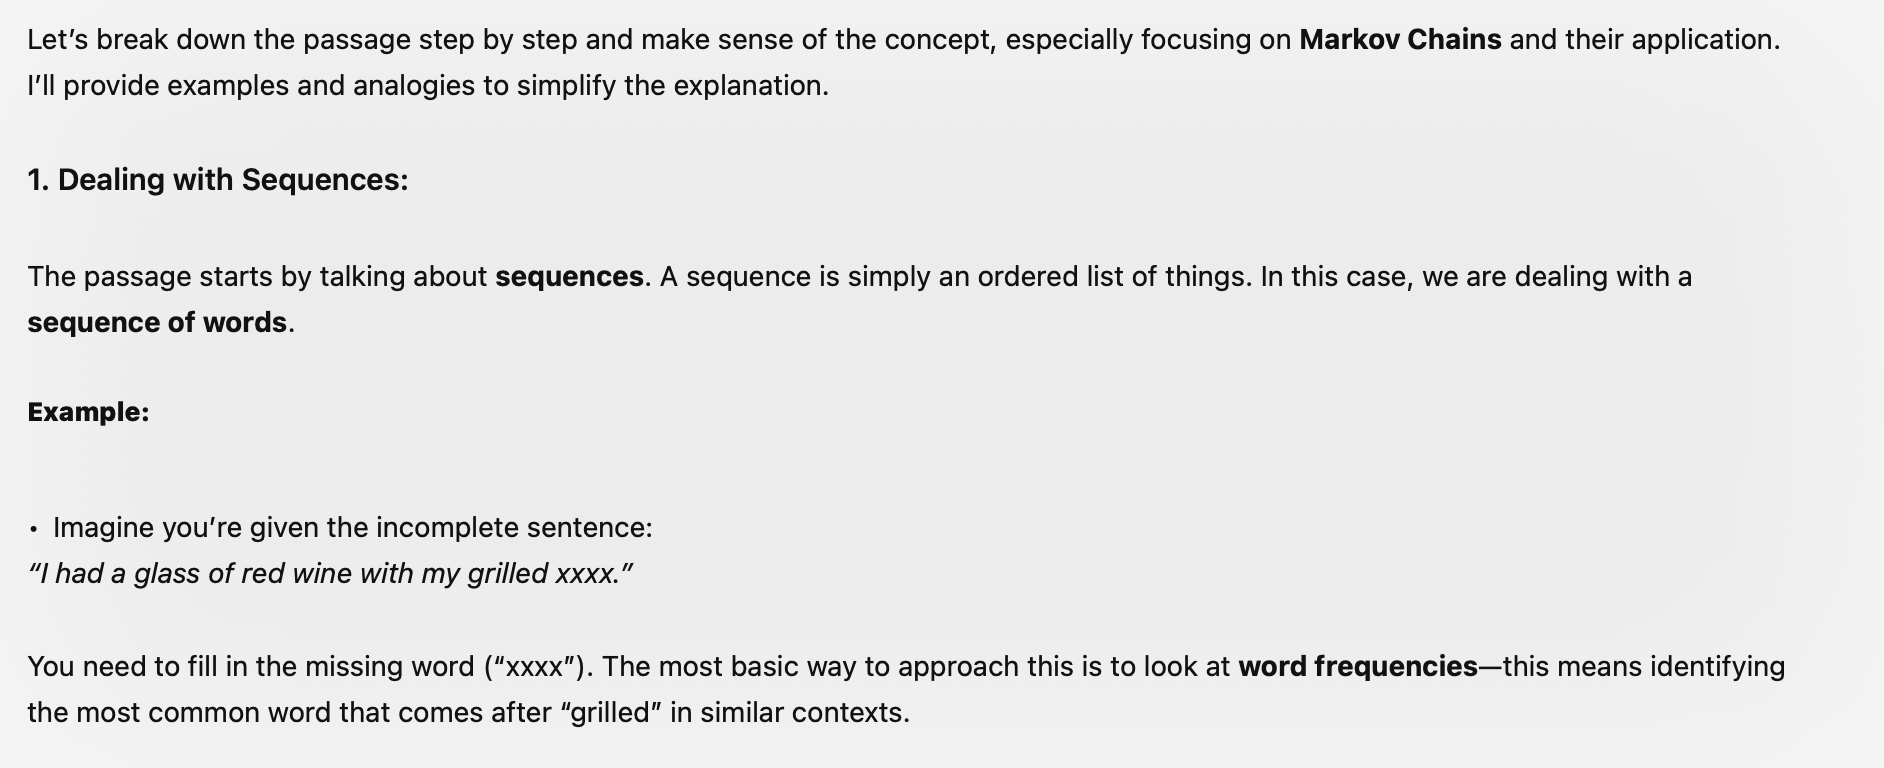 Let’s break down the passage step by step and make sense of the concept, especially focusing on Markov Chains and their application.
I’ll provide examples and analogies to simplify the explanation.
1. Dealing with Sequences:
The passage starts by talking about sequences. A sequence is simply an ordered list of things. In this case, we are dealing with a
sequence of words.
Example:
• Imagine you’re given the incomplete sentence:
“I had a glass of red wine with my grilled xxxx.”
You need to fill in the missing word (“xxxx”). The most basic way to approach this is to look at word frequencies—this means identifying
the most common word that comes after “grilled” in similar contexts.